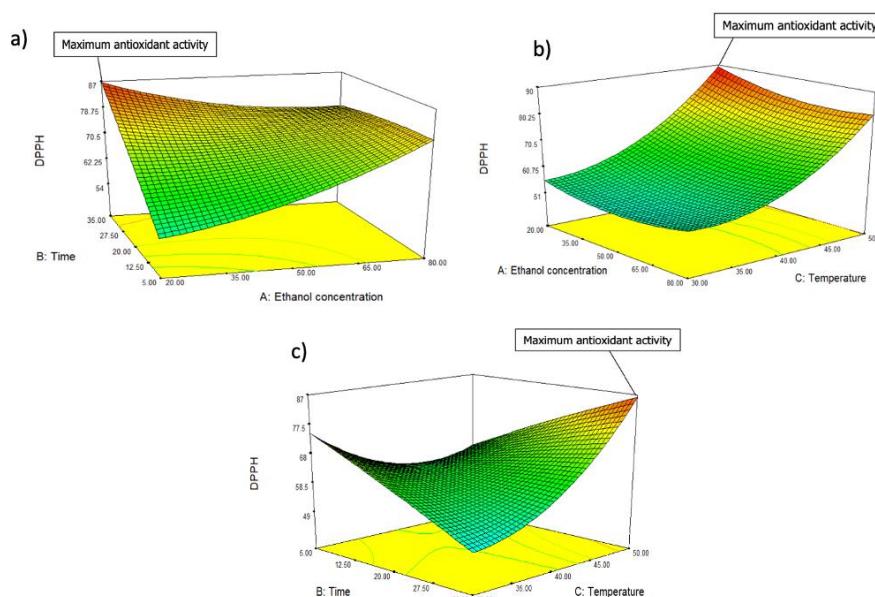 a)
Maximum antioxidant activity
87
78.75
70.5
62.25
54
DPPH
35.00
27.50
20.00
12.50
5.00
B: Time
20.00
35.00
50.00
65.00
80.00
A: Ethanol concentration
b)
Maximum antioxidant activity
90
80.25
70.5
60.75
51
DPPH
20.00
35.00
50.00
65.00
80.00
A: Ethanol concentration
30.00
35.00
40.00
45.00
C: Temperature
c)
Maximum antioxidant activity
87
77.5
68
58.5
49
DPPH
5.00
12.50
20.00
27.50
B: Time
35.00
40.00
45.00
50.00
C: Temperature